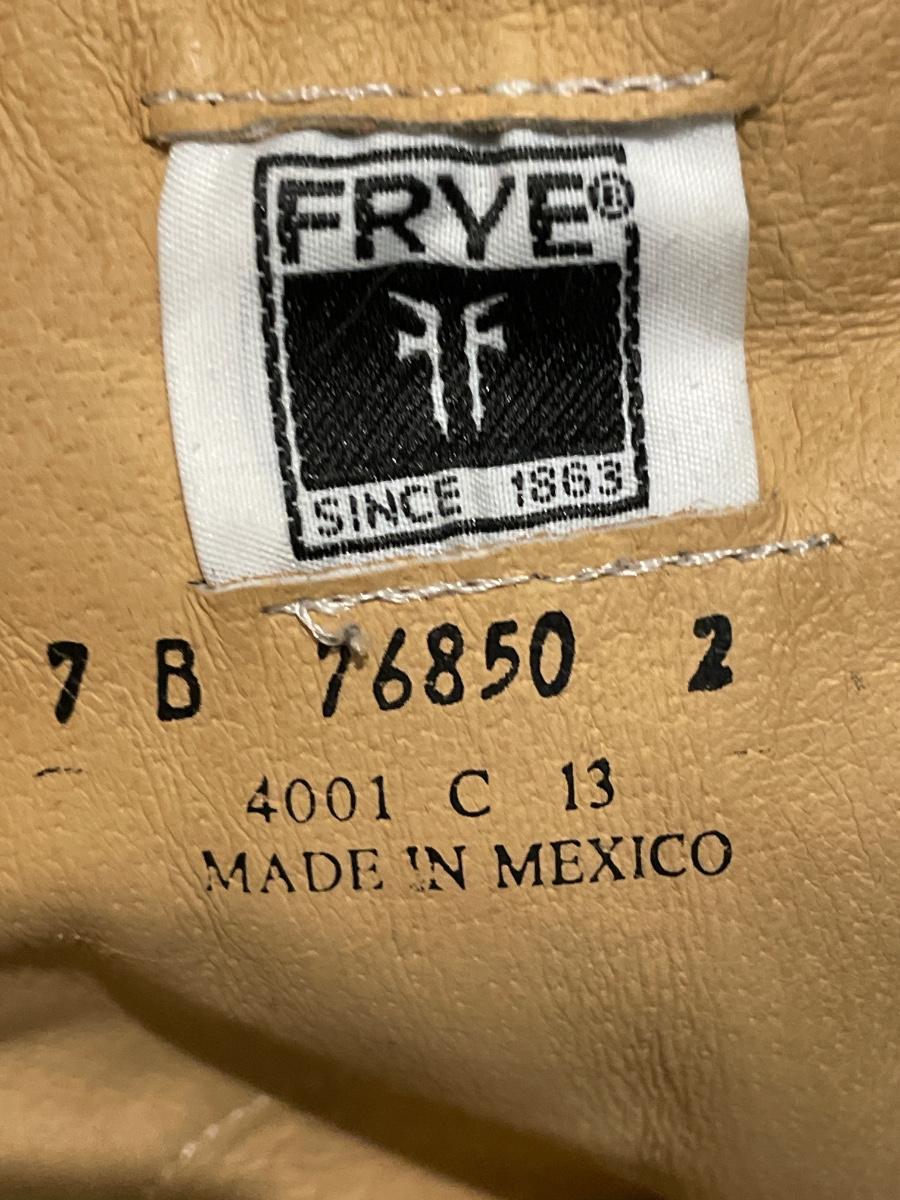 FRYE®
SINCE 1863
7 B 76850 2
4001 C 13
MADE IN MEXICO